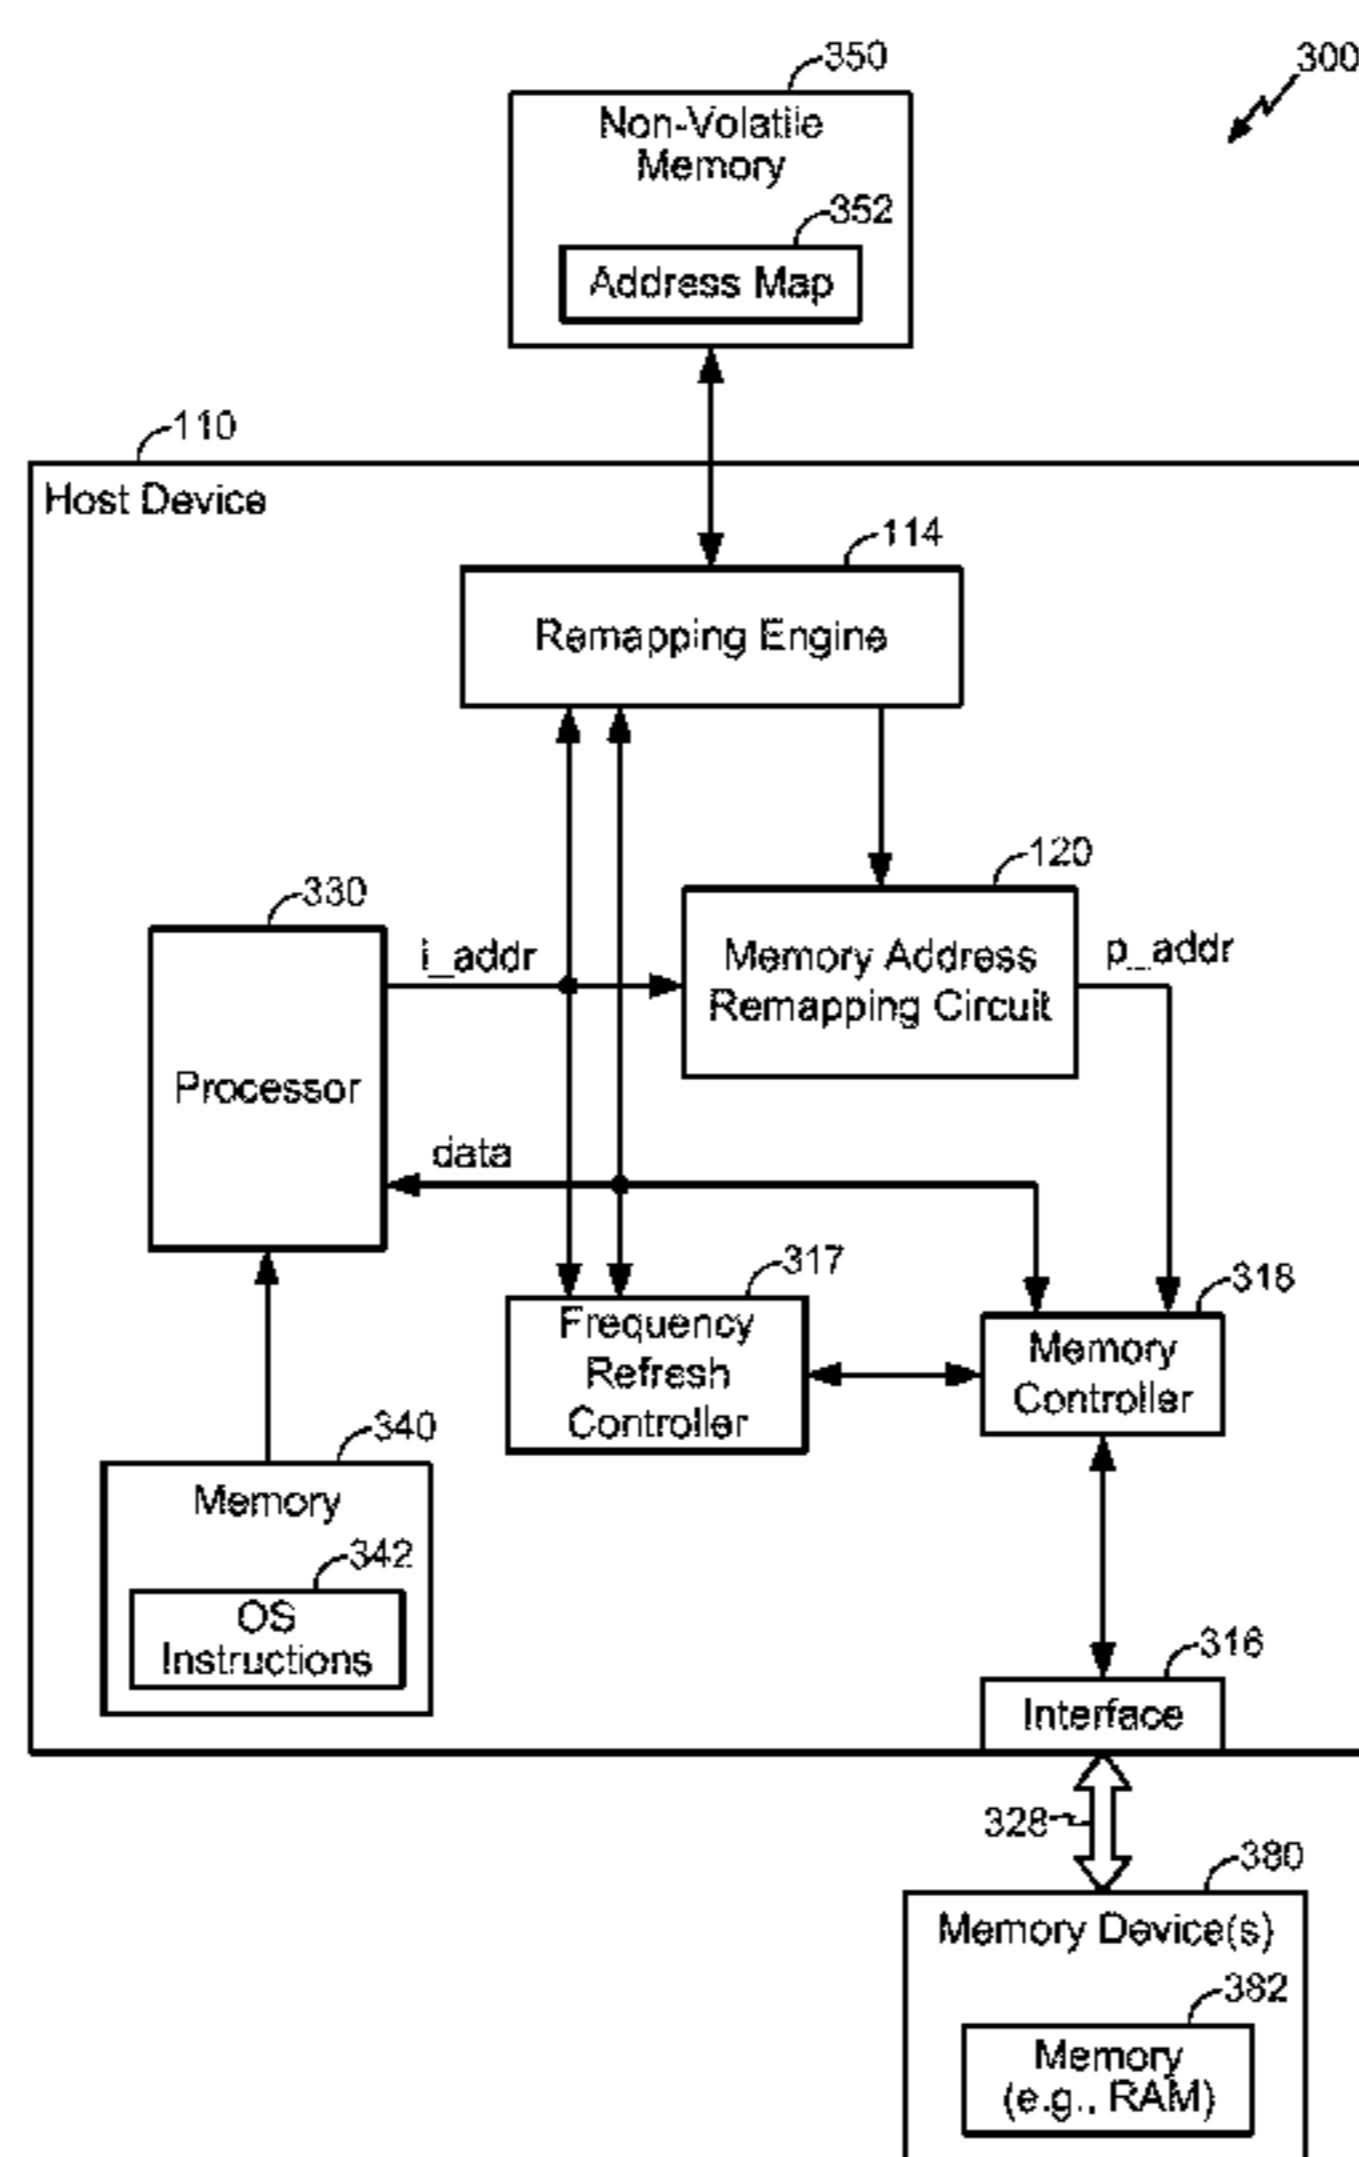 350
300
Non-Volatile
Memory
352
Address Map
110
Host Device
114
Remapping Engine
120
330
i_addr
Memory Address
Remapping Circuit
p_addr
Processor
data
317
318
Frequency
Refresh
Controller
Memory
Controller
340
Memory
342
OS
Instructions
316
Interface
328
380
Memory Device(s)
382
Memory
(e.g., RAM)